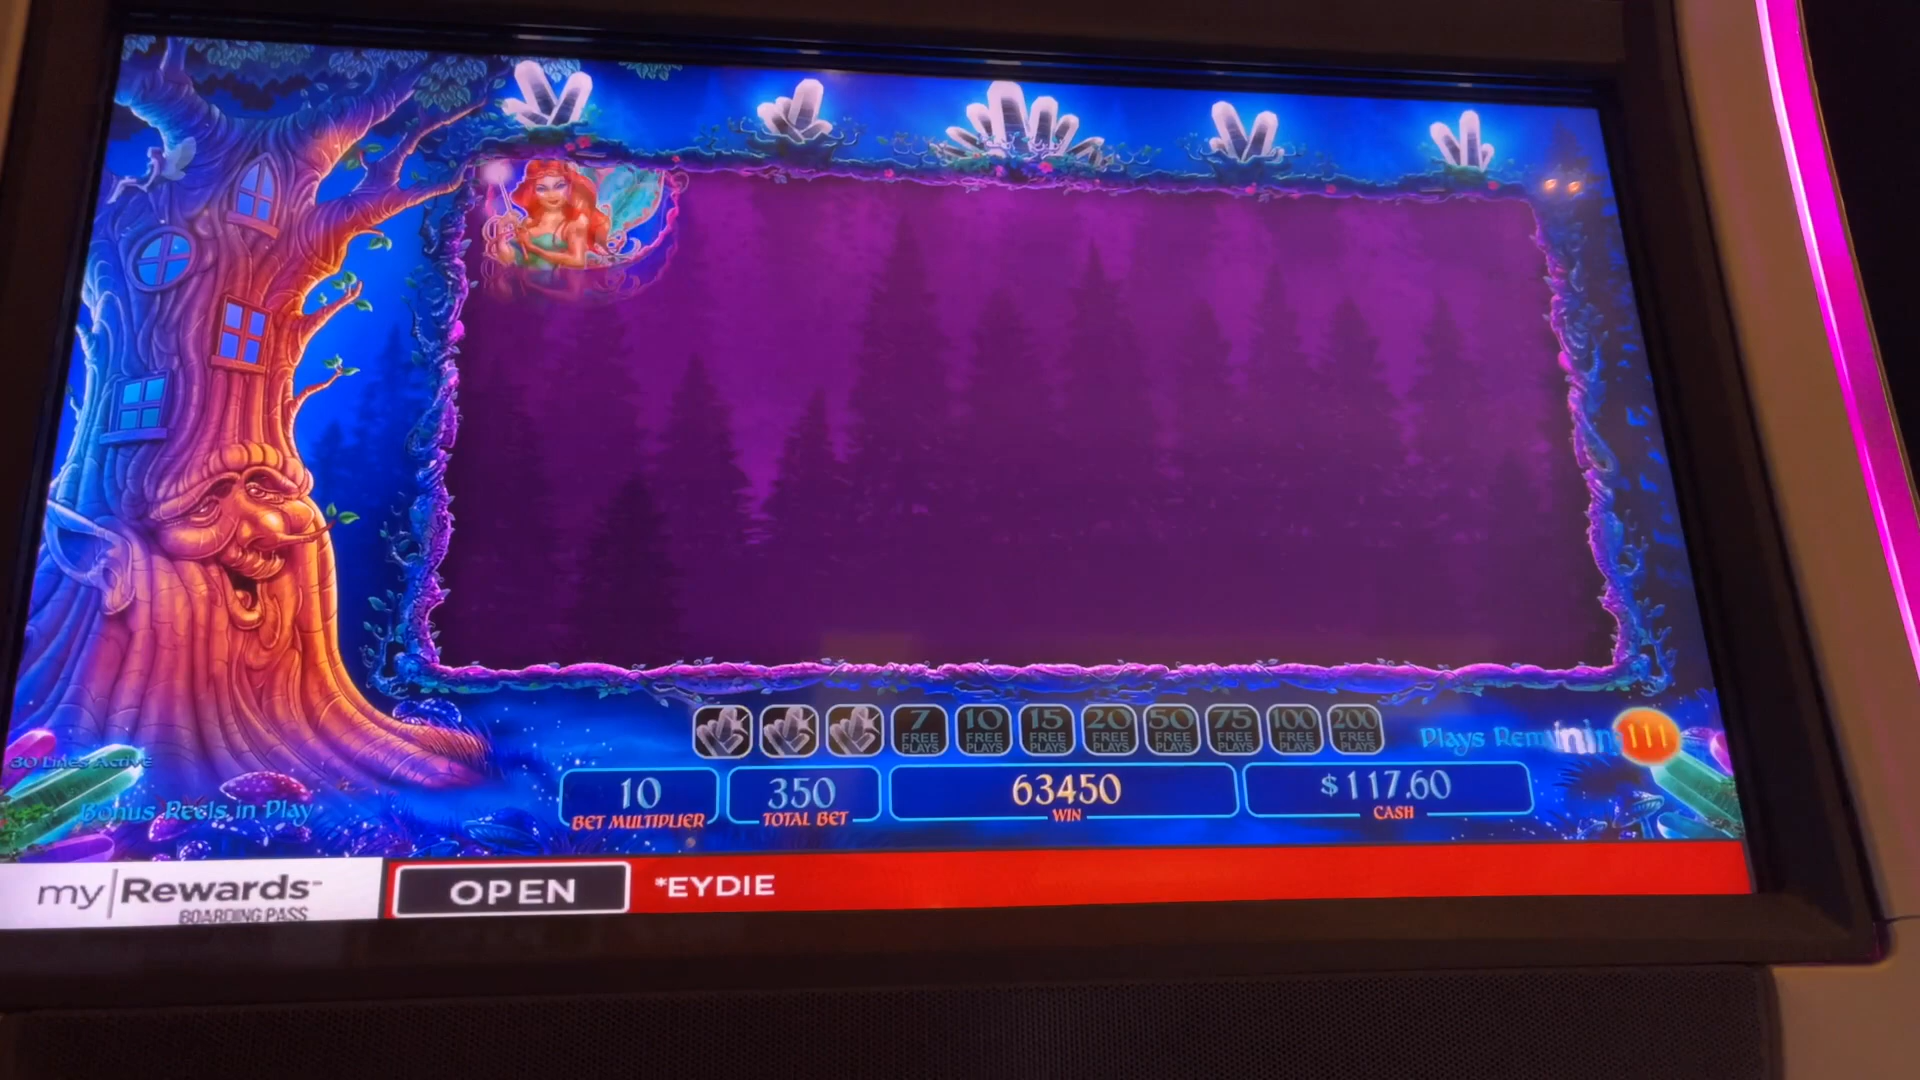 7 FREE PLAYS
10 FREE PLAYS
15 FREE PLAYS
20 FREE PLAYS
50 FREE PLAYS
75 FREE PLAYS
100 FREE PLAYS
200 FREE PLAYS
Plays Remainin 111
30 Lines Active
Bonus Reels in Play
10
BET MULTIPLIER
350
TOTAL BET
63450
WIN
$117.60
CASH
my|Rewards
BOARDING PASS
OPEN
*EYDIE